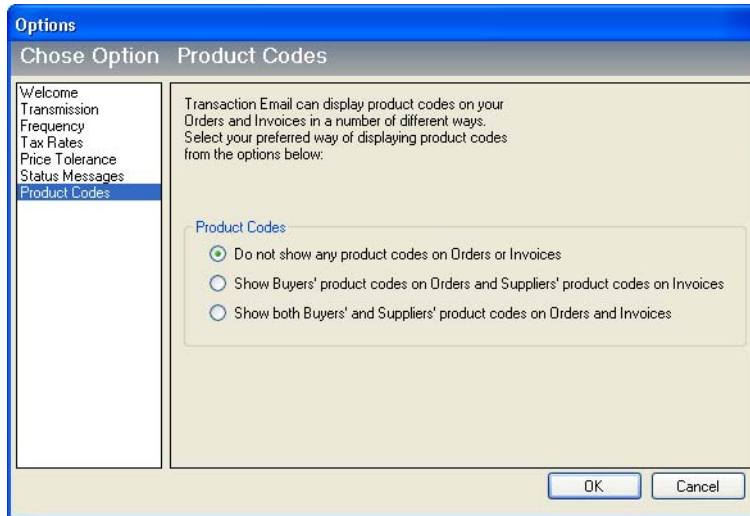 Options
Chose Option Product Codes
Welcome
Transmission
Frequency
Tax Rates
Price Tolerance
Status Messages
Product Codes
Transaction Email can display product codes on your
Orders and Invoices in a number of different ways.
Select your preferred way of displaying product codes
from the options below:
Product Codes
Do not show any product codes on Orders or Invoices
Show Buyers' product codes on Orders and Suppliers' product codes on Invoices
Show both Buyers' and Suppliers' product codes on Orders and Invoices
OK Cancel